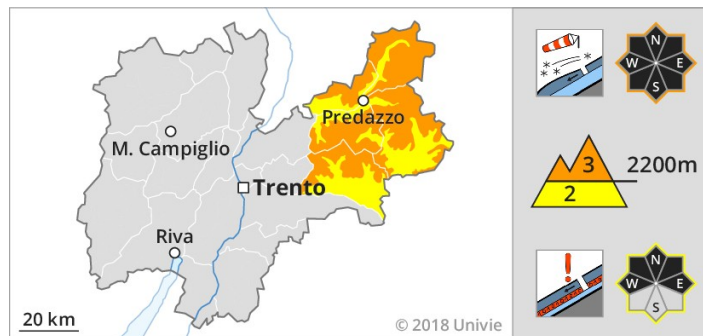 Predazzo
M. Campiglio
Trento
Riva
20 km
© 2018 Univie
N
W E
S
3 2200m
2
!
N
W E
S